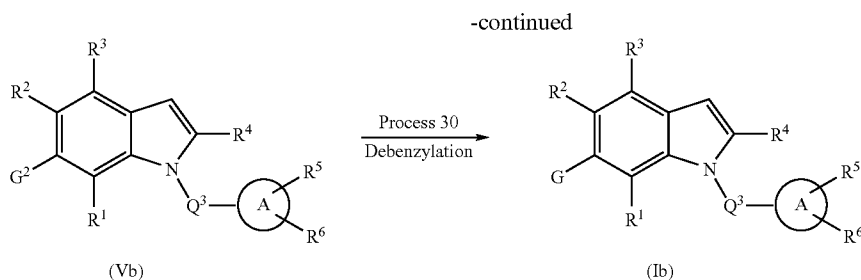 -continued
R³ R³
R² R²
R⁴ Process 30 R⁴
Debenzylation
G² N R⁵ G N R⁵
Q³ A Q³ A
R¹ R⁶ R¹ R⁶
(Vb) (Ib)